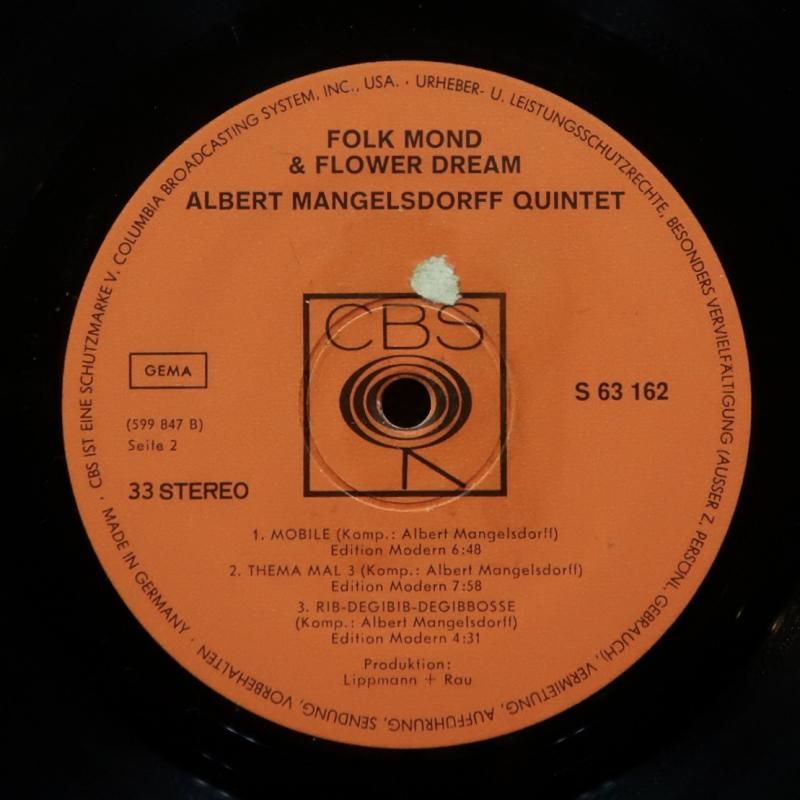 FOLK MOND
& FLOWER DREAM
ALBERT MANGELSDORFF QUINTET
CBS
GEMA
S 63 162
(599 847 B)
Seite 2
33 STEREO
1. MOBILE (Komp.: Albert Mangelsdorff)
Edition Modern 6:48
2. THEMA MAL 3 (Komp.: Albert Mangelsdorff)
Edition Modern 7:58
3. RIB-DEGIBIB-DEGIBBOSSE
(Komp.: Albert Mangelsdorff)
Edition Modern 4:31
Produktion:
Lippmann + Rau
· CBS IST EINE SCHUTZMARKE V. COLUMBIA BROADCASTING SYSTEM, INC., USA. · URHEBER- U. LEISTUNGSSCHUTZRECHTE, BESONDERS VERVIELFÄLTIGUNG (AUSSER Z. PERSÖNL. GEBRAUCH), VERMIETUNG, AUFFÜHRUNG, SENDUNG, VORBEHALTEN · MADE IN GERMANY